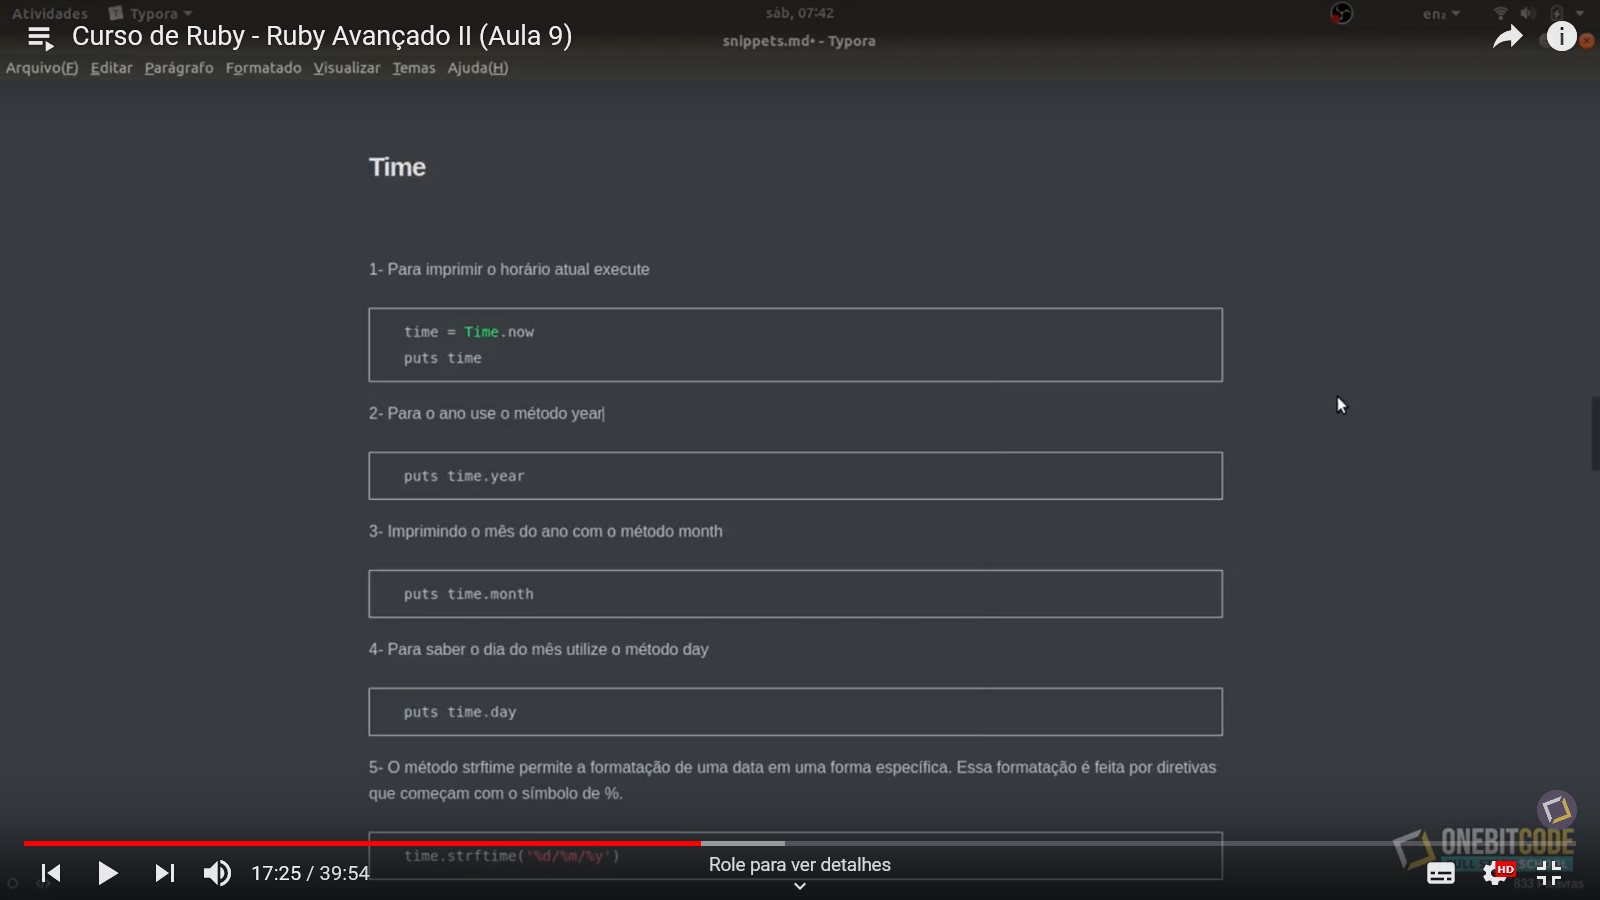 Atividades Typora sáb, 07:42 en₂
Curso de Ruby - Ruby Avançado II (Aula 9)
snippets.md• - Typora
Arquivo(F) Editar Parágrafo Formatado Visualizar Temas Ajuda(H)
Time
1- Para imprimir o horário atual execute
time = Time.now
puts time
2- Para o ano use o método year
puts time.year
3- Imprimindo o mês do ano com o método month
puts time.month
4- Para saber o dia do mês utilize o método day
puts time.day
5- O método strftime permite a formatação de uma data em uma forma específica. Essa formatação é feita por diretivas
que começam com o símbolo de %.
time.strftime('%d/%m/%y')
ONEBITCODE
17:25 / 39:54
Role para ver detalhes
HD